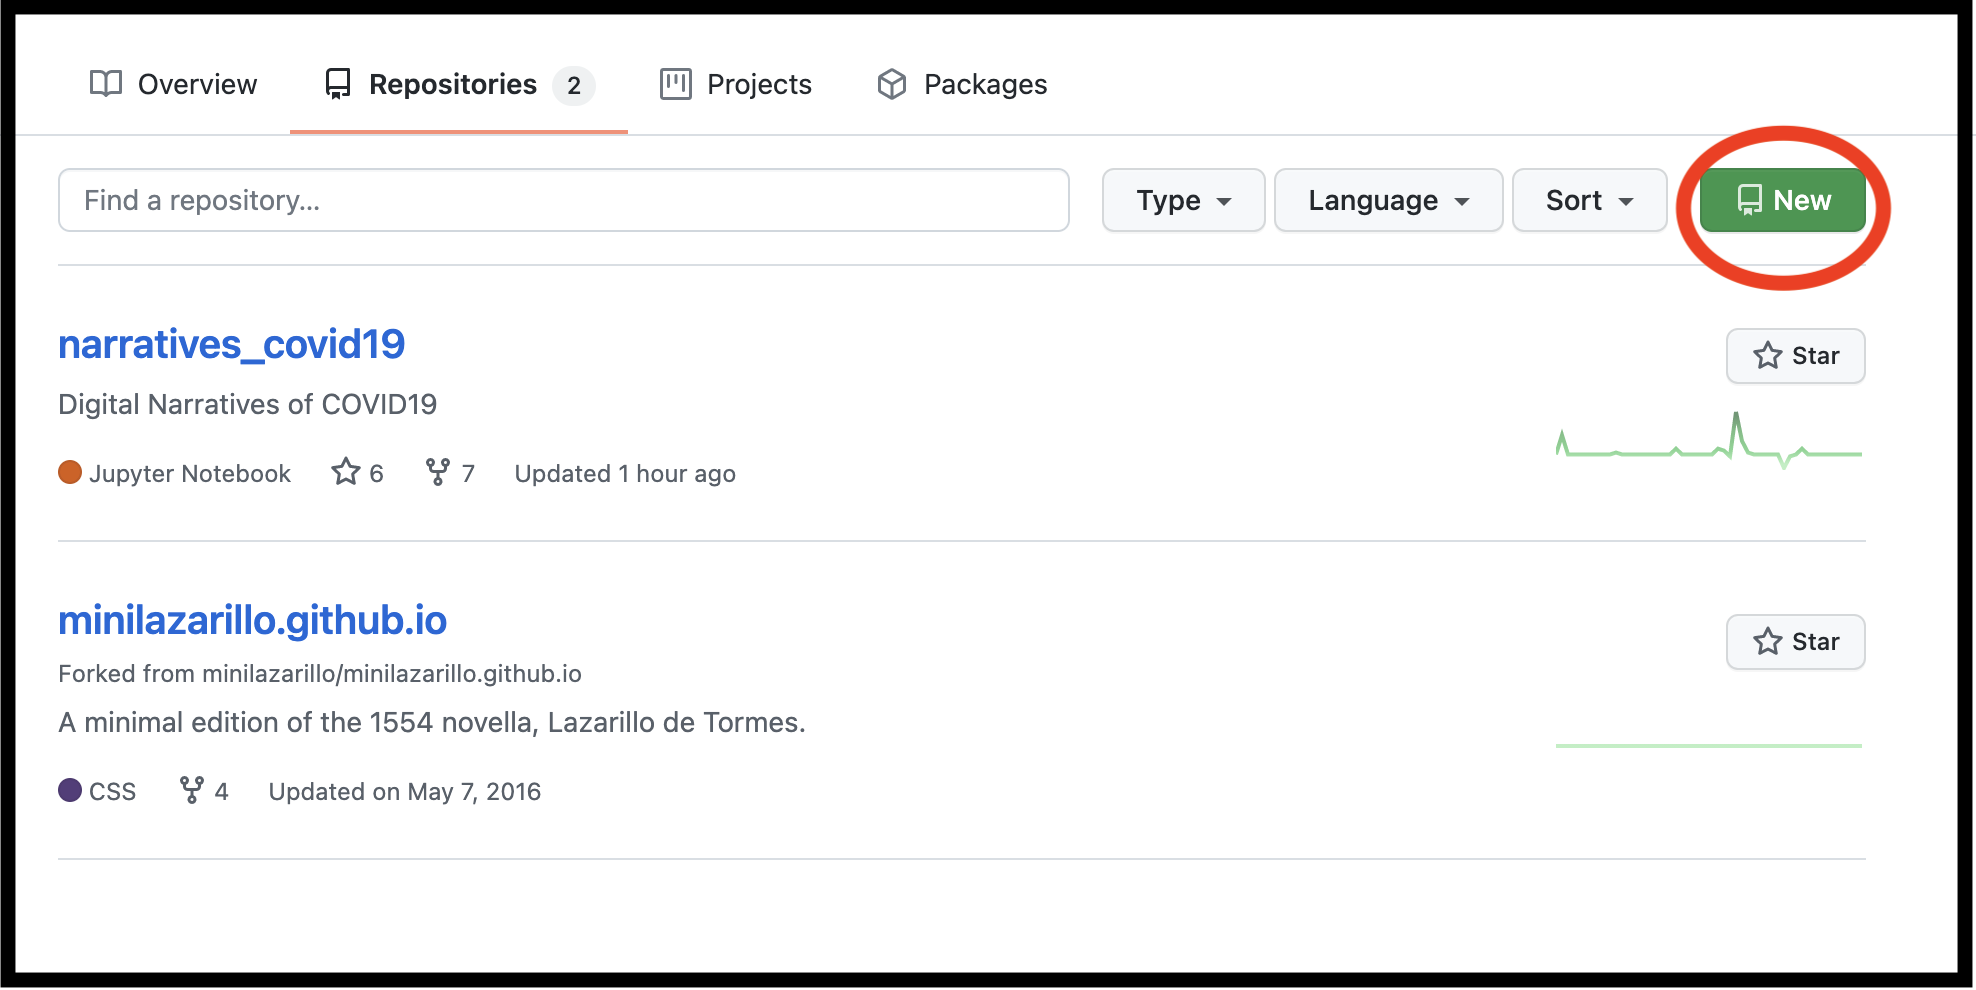 Overview Repositories 2 Projects Packages
Find a repository... Type Language Sort New
narratives_covid19
Star
Digital Narratives of COVID19
Jupyter Notebook 6 7 Updated 1 hour ago
minilazarillo.github.io
Star
Forked from minilazarillo/minilazarillo.github.io
A minimal edition of the 1554 novella, Lazarillo de Tormes.
CSS 4 Updated on May 7, 2016